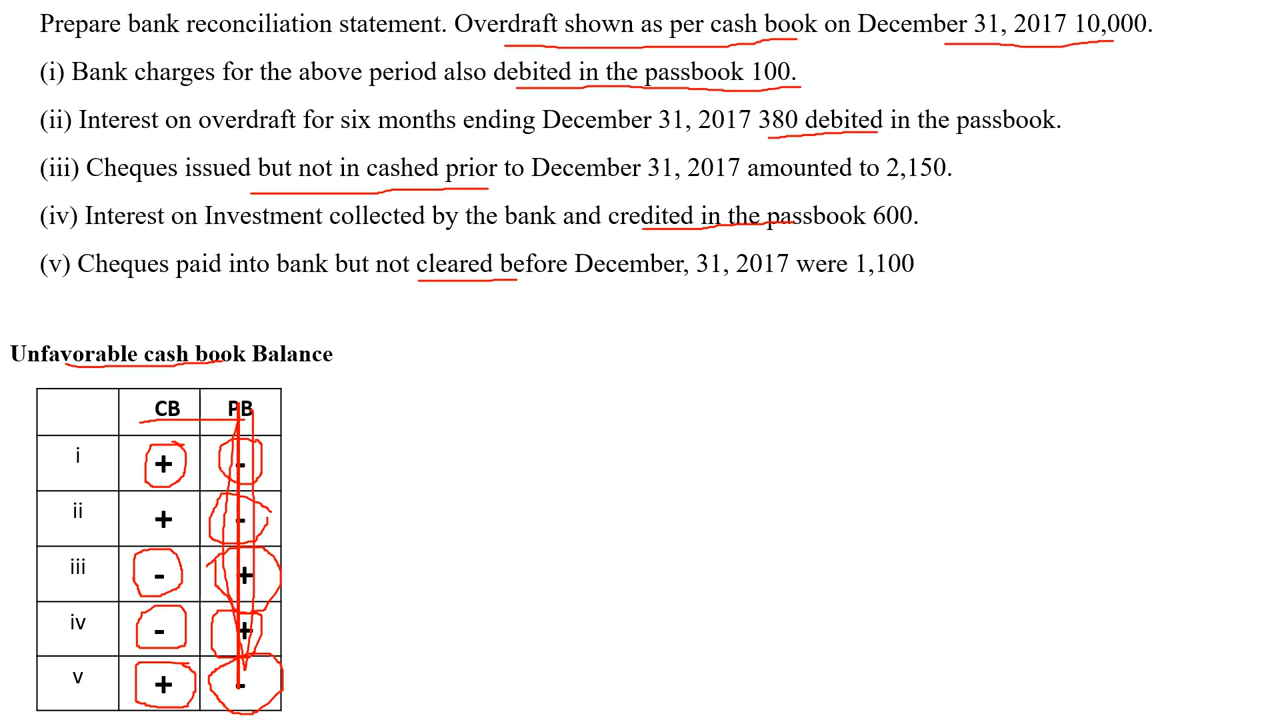 Prepare bank reconciliation statement. Overdraft shown as per cash book on December 31, 2017 10,000.
(i) Bank charges for the above period also debited in the passbook 100.
(ii) Interest on overdraft for six months ending December 31, 2017 380 debited in the passbook.
(iii) Cheques issued but not in cashed prior to December 31, 2017 amounted to 2,150.
(iv) Interest on Investment collected by the bank and credited in the passbook 600.
(v) Cheques paid into bank but not cleared before December, 31, 2017 were 1,100
Unfavorable cash book Balance
CB PB
i + -
ii + -
iii - +
iv - +
v + -